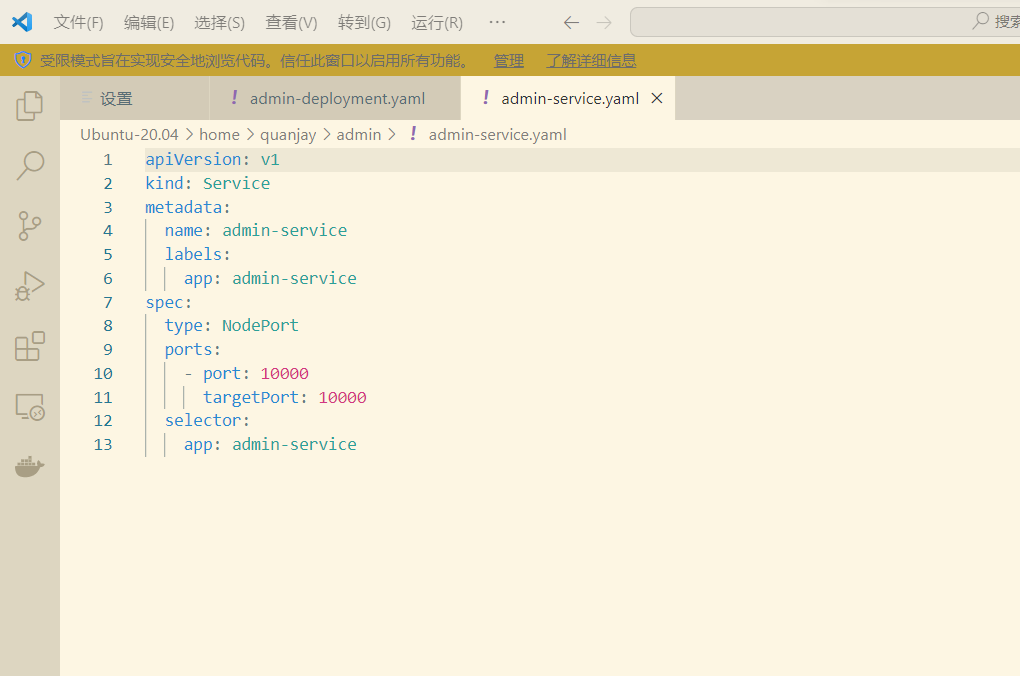 文件(F) 编辑(E) 选择(S) 查看(V) 转到(G) 运行(R) ··· 搜索
受限模式旨在实现安全地浏览代码。信任此窗口以启用所有功能。 管理 了解详细信息
设置 ! admin-deployment.yaml ! admin-service.yaml
Ubuntu-20.04 > home > quanjay > admin > ! admin-service.yaml
1 apiVersion: v1
2 kind: Service
3 metadata:
4 name: admin-service
5 labels:
6 app: admin-service
7 spec:
8 type: NodePort
9 ports:
10 - port: 10000
11 targetPort: 10000
12 selector:
13 app: admin-service